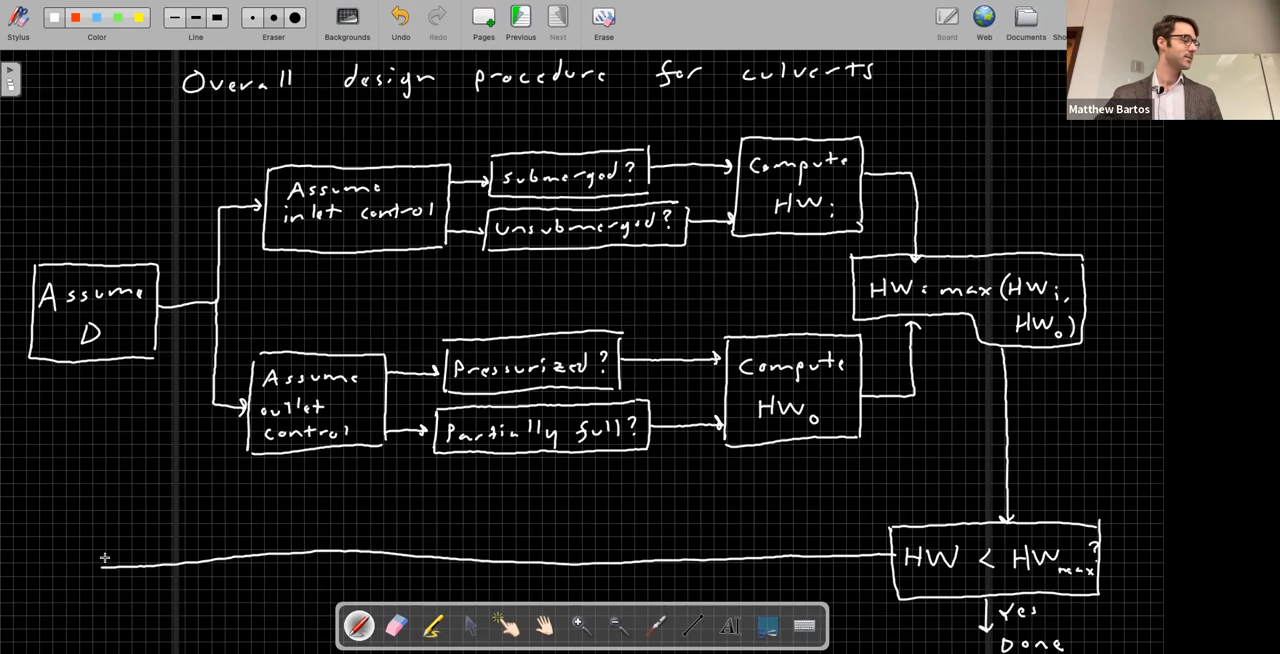 Stylus
Color
Line
Eraser
Backgrounds
Undo
Redo
Pages
Previous
Next
Erase
Board
Web
Documents
Sho
Matthew Bartos
Overall design procedure for culverts
Assume
D
Assume
inlet control
submerged?
unsubmerged?
Compute
HWi
Assume
outlet
control
Pressurized?
Partially full?
Compute
HWo
HW = max (HWi,
HWo)
HW < HWmax?
Yes
Done
A